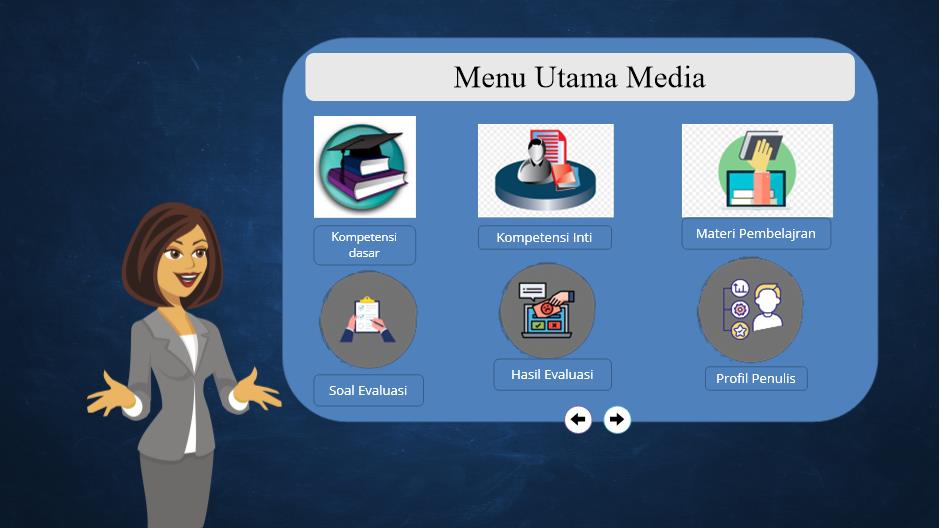 Menu Utama Media
Kompetensi
dasar
Kompetensi Inti
Materi Pembelajran
Soal Evaluasi
Hasil Evaluasi
Profil Penulis